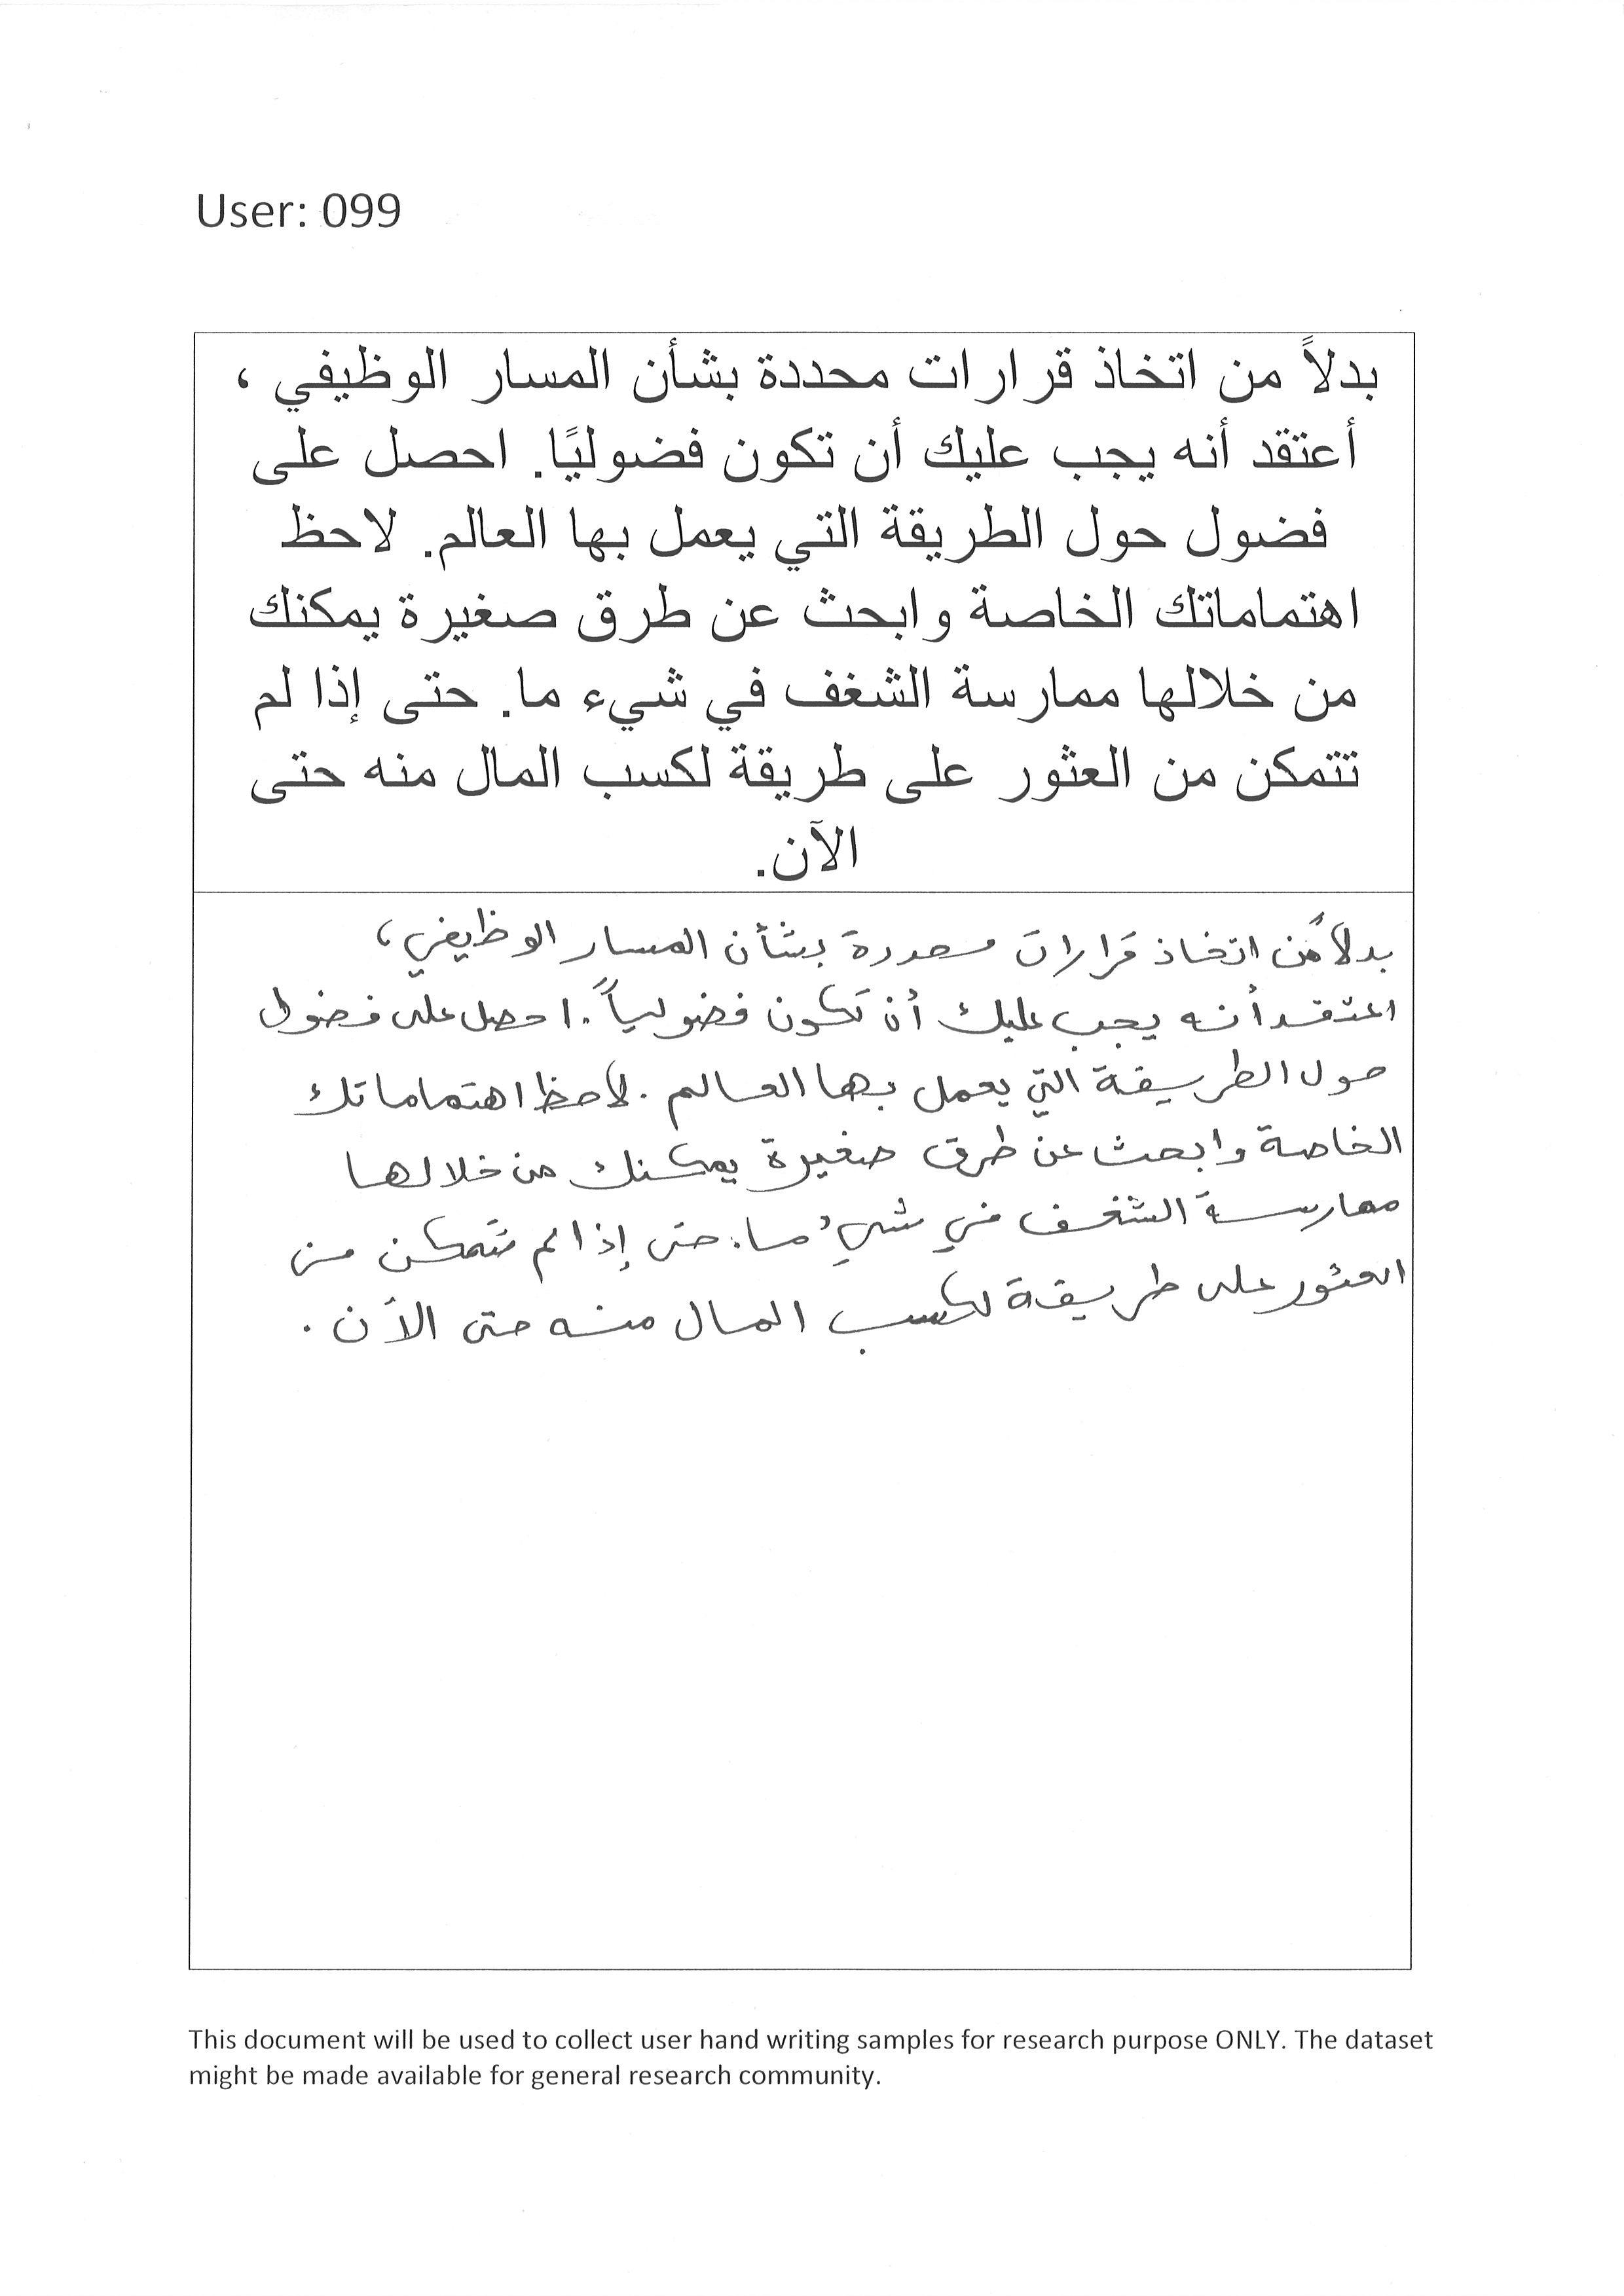 User: 099
بدلاً من اتخاذ قرارات محددة بشأن المسار الوظيفي ،
أعتقد أنه يجب عليك أن تكون فضوليًا. احصل على
فضول حول الطريقة التي يعمل بها العالم. لاحظ
اهتماماتك الخاصة وابحث عن طرق صغيرة يمكنك
من خلالها ممارسة الشغف في شيء ما. حتى إذا لم
تتمكن من العثور على طريقة لكسب المال منه حتى
الآن.
بدلاً من اتخاذ قرارات محددة بشأن المسار الوظيفي،
اعتقد أنه يجب عليك أن تكون فضولياً. احصل على فضول
حول الطريقة التي يعمل بها العالم. لاحظ اهتماماتك
الخاصة وابحث عن طرق صغيرة يمكنك من خلالها
ممارسة الشغف في شيء ما. حتى إذا لم تتمكن من
العثور على طريقة لكسب المال منه حتى الآن.
This document will be used to collect user hand writing samples for research purpose ONLY. The dataset
might be made available for general research community.